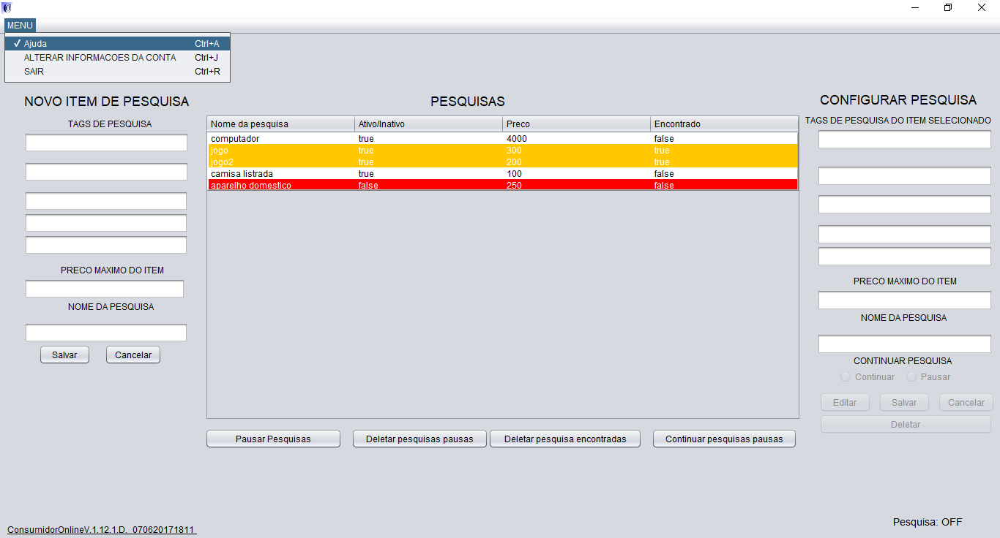 MENU
Ajuda Ctrl+A
ALTERAR INFORMACOES DA CONTA Ctrl+J
SAIR Ctrl+R
NOVO ITEM DE PESQUISA
TAGS DE PESQUISA
PRECO MAXIMO DO ITEM
NOME DA PESQUISA
Salvar Cancelar
PESQUISAS
Nome da pesquisa Ativo/Inativo Preco Encontrado
computador true 4000 false
jogo true 300 true
jogo2 true 200 true
camisa listrada true 100 false
aparelho domestico false 250 false
Pausar Pesquisas Deletar pesquisas pausas Deletar pesquisa encontradas Continuar pesquisas pausas
CONFIGURAR PESQUISA
TAGS DE PESQUISA DO ITEM SELECIONADO
PRECO MAXIMO DO ITEM
NOME DA PESQUISA
CONTINUAR PESQUISA
Continuar Pausar
Editar Salvar Cancelar
Deletar
Pesquisa: OFF
ConsumidorOnlineV.1.12.1.D._070620171811_